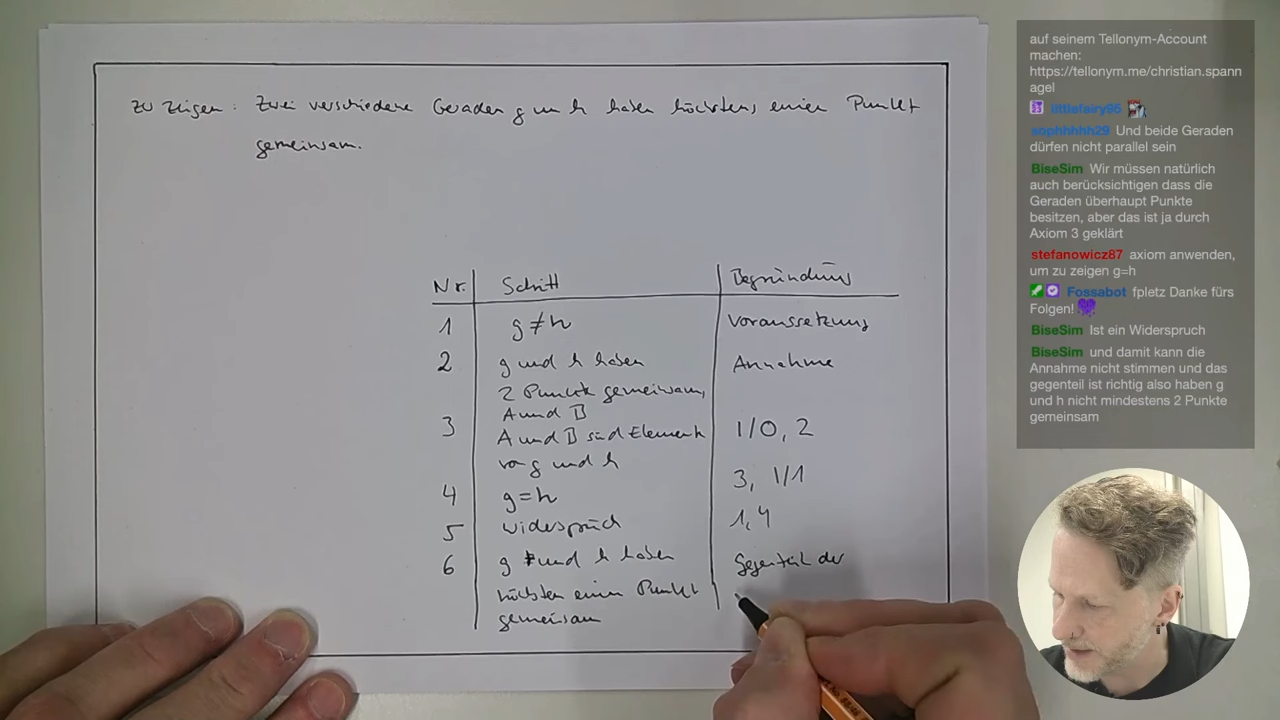 zu zeigen: Zwei verschiedene Geraden g und h haben höchstens einen Punkt
gemeinsam.
Nr. Schritt Begründung
1 g ≠ h Voraussetzung
2 g und h haben Annahme
2 Punkte gemeinsam,
A und B
3 A und B sind Elemente 1/0, 2
von g und h
4 g = h 3, 1/1
5 Widerspruch 1, 4
6 g und h haben Gegenteil der
höchsten einen Punkt
gemeinsam
auf seinem Tellonym-Account
machen:
https://tellonym.me/christian.spann
agel
littlefairy95
sophhhhh29 Und beide Geraden
dürfen nicht parallel sein
BiseSim Wir müssen natürlich
auch berücksichtigen dass die
Geraden überhaupt Punkte
besitzen, aber das ist ja durch
Axiom 3 geklärt
stefanowicz87 axiom anwenden,
um zu zeigen g=h
Fossabot fpletz Danke fürs
Folgen!
BiseSim Ist ein Widerspruch
BiseSim und damit kann die
Annahme nicht stimmen und das
gegenteil ist richtig also haben g
und h nicht mindestens 2 Punkte
gemeinsam